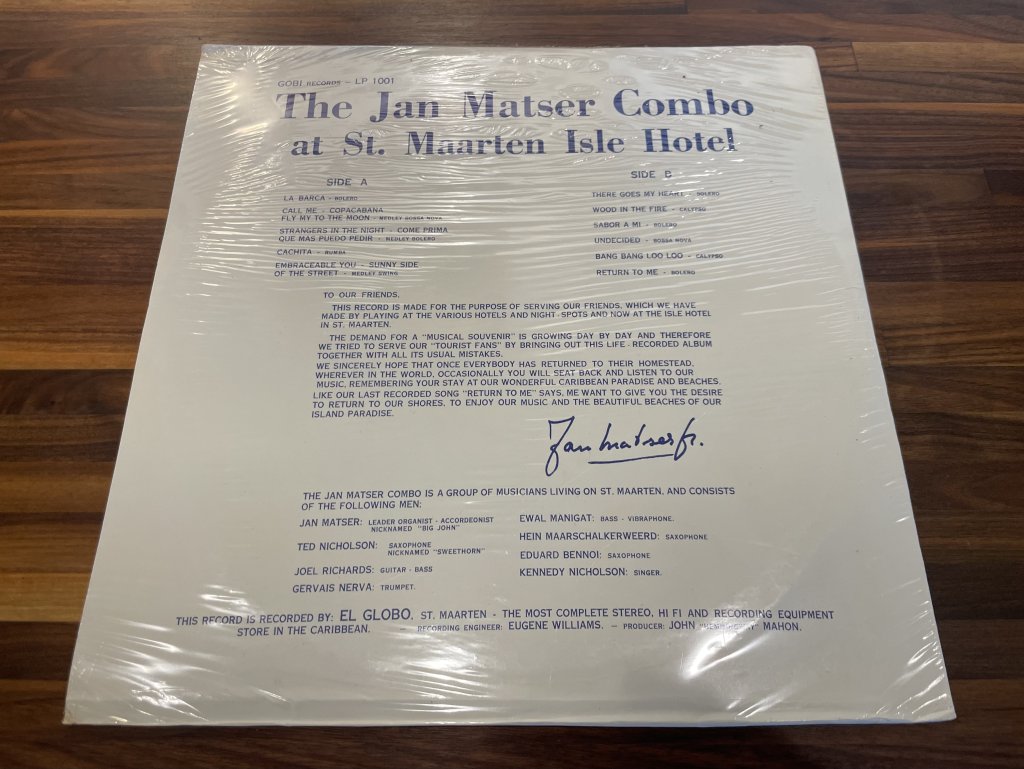 GOBI RECORDS - LP 1001
The Jan Matser Combo
at St. Maarten Isle Hotel
SIDE A
LA BARCA - BOLERO
CALL ME - COPACABANA
FLY MY TO THE MOON - MEDLEY BOSSA NOVA
STRANGERS IN THE NIGHT - COME PRIMA
QUE MAS PUEDO PEDIR - MEDLEY BOLERO
CACHITA - RUMBA
EMBRACEABLE YOU - SUNNY SIDE
OF THE STREET - MEDLEY SWING
SIDE B
THERE GOES MY HEART - BOLERO
WOOD IN THE FIRE - CALYPSO
SABOR A MI - BOLERO
UNDECIDED - BOSSA NOVA
BANG BANG LOO LOO - CALYPSO
RETURN TO ME - BOLERO
TO OUR FRIENDS,
THIS RECORD IS MADE FOR THE PURPOSE OF SERVING OUR FRIENDS, WHICH WE HAVE
MADE BY PLAYING AT THE VARIOUS HOTELS AND NIGHT-SPOTS AND NOW AT THE ISLE HOTEL
IN ST. MAARTEN.
THE DEMAND FOR A "MUSICAL SOUVENIR" IS GROWING DAY BY DAY AND THEREFORE
WE TRIED TO SERVE OUR "TOURIST FANS" BY BRINGING OUT THIS LIFE-RECORDED ALBUM
TOGETHER WITH ALL ITS USUAL MISTAKES.
WE SINCERELY HOPE THAT ONCE EVERYBODY HAS RETURNED TO THEIR HOMESTEAD,
WHEREVER IN THE WORLD, OCCASIONALLY YOU WILL SEAT BACK AND LISTEN TO OUR
MUSIC, REMEMBERING YOUR STAY AT OUR WONDERFUL CARIBBEAN PARADISE AND BEACHES.
LIKE OUR LAST RECORDED SONG "RETURN TO ME" SAYS, ME WANT TO GIVE YOU THE DESIRE
TO RETURN TO OUR SHORES, TO ENJOY OUR MUSIC AND THE BEAUTIFUL BEACHES OF OUR
ISLAND PARADISE.
Jan Matser Jr.
THE JAN MATSER COMBO IS A GROUP OF MUSICIANS LIVING ON ST. MAARTEN, AND CONSISTS
OF THE FOLLOWING MEN:
JAN MATSER: LEADER ORGANIST - ACCORDEONIST
NICKNAMED "BIG JOHN"
TED NICHOLSON: SAXOPHONE
NICKNAMED "SWEETHORN"
JOEL RICHARDS: GUITAR - BASS
GERVAIS NERVA: TRUMPET.
EWAL MANIGAT: BASS - VIBRAPHONE.
HEIN MAARSCHALKERWEERD: SAXOPHONE
EDUARD BENNOI: SAXOPHONE
KENNEDY NICHOLSON: SINGER.
THIS RECORD IS RECORDED BY: EL GLOBO, ST. MAARTEN - THE MOST COMPLETE STEREO, HI FI AND RECORDING EQUIPMENT
STORE IN THE CARIBBEAN. RECORDING ENGINEER: EUGENE WILLIAMS. - PRODUCER: JOHN MAHON.